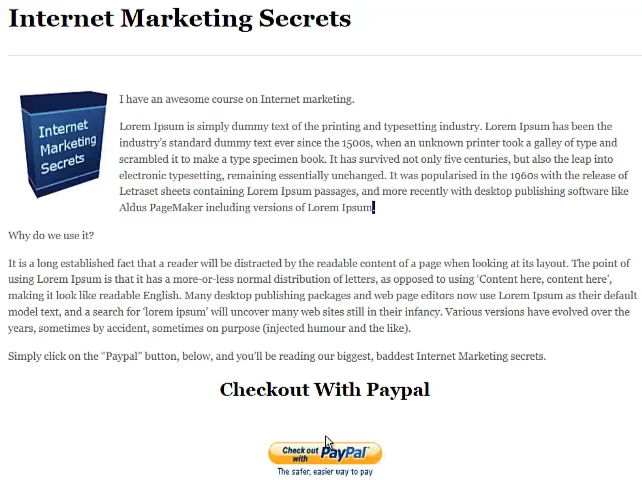 Internet Marketing Secrets
Internet
Marketing
Secrets
I have an awesome course on Internet marketing.
Lorem Ipsum is simply dummy text of the printing and typesetting industry. Lorem Ipsum has been the
industry's standard dummy text ever since the 1500s, when an unknown printer took a galley of type and
scrambled it to make a type specimen book. It has survived not only five centuries, but also the leap into
electronic typesetting, remaining essentially unchanged. It was popularised in the 1960s with the release of
Letraset sheets containing Lorem Ipsum passages, and more recently with desktop publishing software like
Aldus PageMaker including versions of Lorem Ipsum.
Why do we use it?
It is a long established fact that a reader will be distracted by the readable content of a page when looking at its layout. The point of
using Lorem Ipsum is that it has a more-or-less normal distribution of letters, as opposed to using 'Content here, content here',
making it look like readable English. Many desktop publishing packages and web page editors now use Lorem Ipsum as their default
model text, and a search for 'lorem ipsum' will uncover many web sites still in their infancy. Various versions have evolved over the
years, sometimes by accident, sometimes on purpose (injected humour and the like).
Simply click on the "Paypal" button, below, and you'll be reading our biggest, baddest Internet Marketing secrets.
Checkout With Paypal
Check out
with PayPal
The safer, easier way to pay